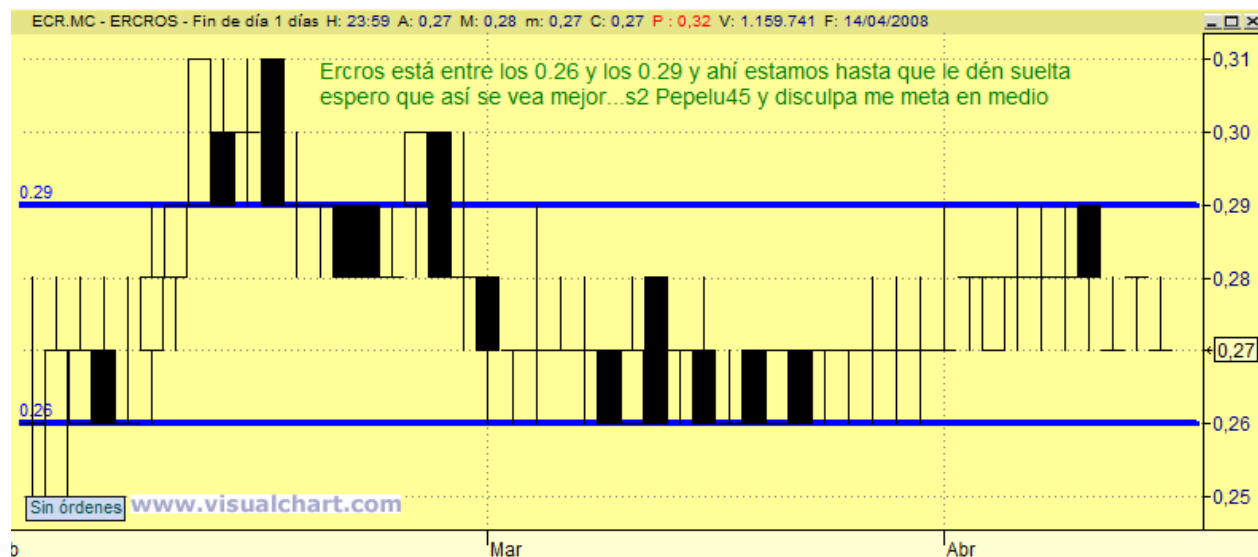 ECR.MC - ERCROS - Fin de día 1 días H: 23:59 A: 0,27 M: 0,28 m: 0,27 C: 0,27 P : 0,32 V: 1.159.741 F: 14/04/2008
Ercros está entre los 0.26 y los 0.29 y ahí estamos hasta que le dén suelta
espero que así se vea mejor...s2 Pepelu45 y disculpa me meta en medio
0,31
0,30
0.29
0,29
0,28
0,27
0.26
0,26
0,25
Sin órdenes www.visualchart.com
b Mar Abr